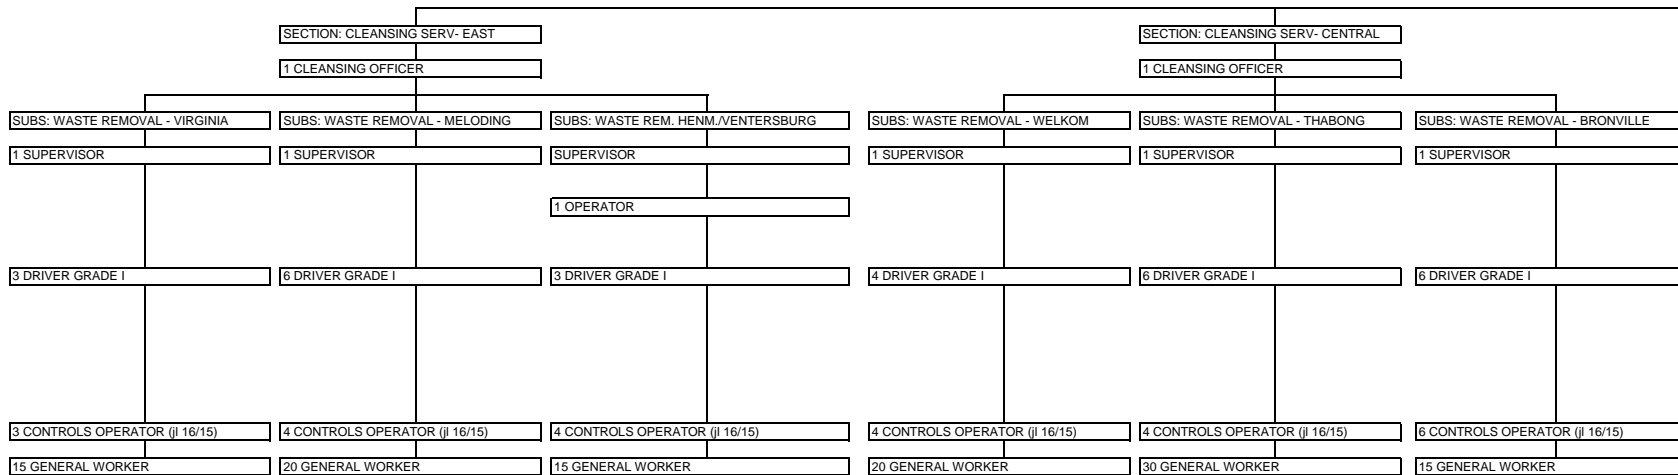 SECTION: CLEANSING SERV- EAST
SECTION: CLEANSING SERV- CENTRAL
1 CLEANSING OFFICER
1 CLEANSING OFFICER
SUBS: WASTE REMOVAL - VIRGINIA
SUBS: WASTE REMOVAL - MELODING
SUBS: WASTE REM. HENM./VENTERSBURG
SUBS: WASTE REMOVAL - WELKOM
SUBS: WASTE REMOVAL - THABONG
SUBS: WASTE REMOVAL - BRONVILLE
1 SUPERVISOR
1 SUPERVISOR
SUPERVISOR
1 SUPERVISOR
1 SUPERVISOR
1 SUPERVISOR
1 OPERATOR
3 DRIVER GRADE I
6 DRIVER GRADE I
3 DRIVER GRADE I
4 DRIVER GRADE I
6 DRIVER GRADE I
6 DRIVER GRADE I
3 CONTROLS OPERATOR (jl 16/15)
4 CONTROLS OPERATOR (jl 16/15)
4 CONTROLS OPERATOR (jl 16/15)
4 CONTROLS OPERATOR (jl 16/15)
4 CONTROLS OPERATOR (jl 16/15)
6 CONTROLS OPERATOR (jl 16/15)
15 GENERAL WORKER
20 GENERAL WORKER
15 GENERAL WORKER
20 GENERAL WORKER
30 GENERAL WORKER
15 GENERAL WORKER